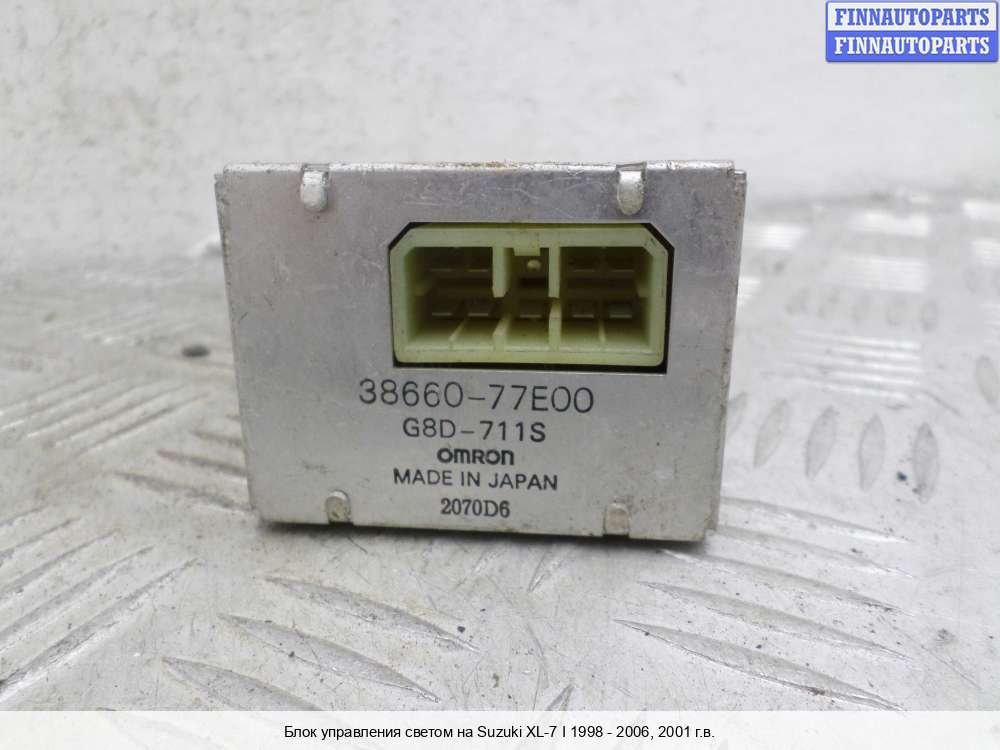 FINNAUTOPARTS
FINNAUTOPARTS
38660-77E00
G8D-711S
OMRON
MADE IN JAPAN
2070D6
Блок управления светом на Suzuki XL-7 I 1998 - 2006, 2001 г.в.